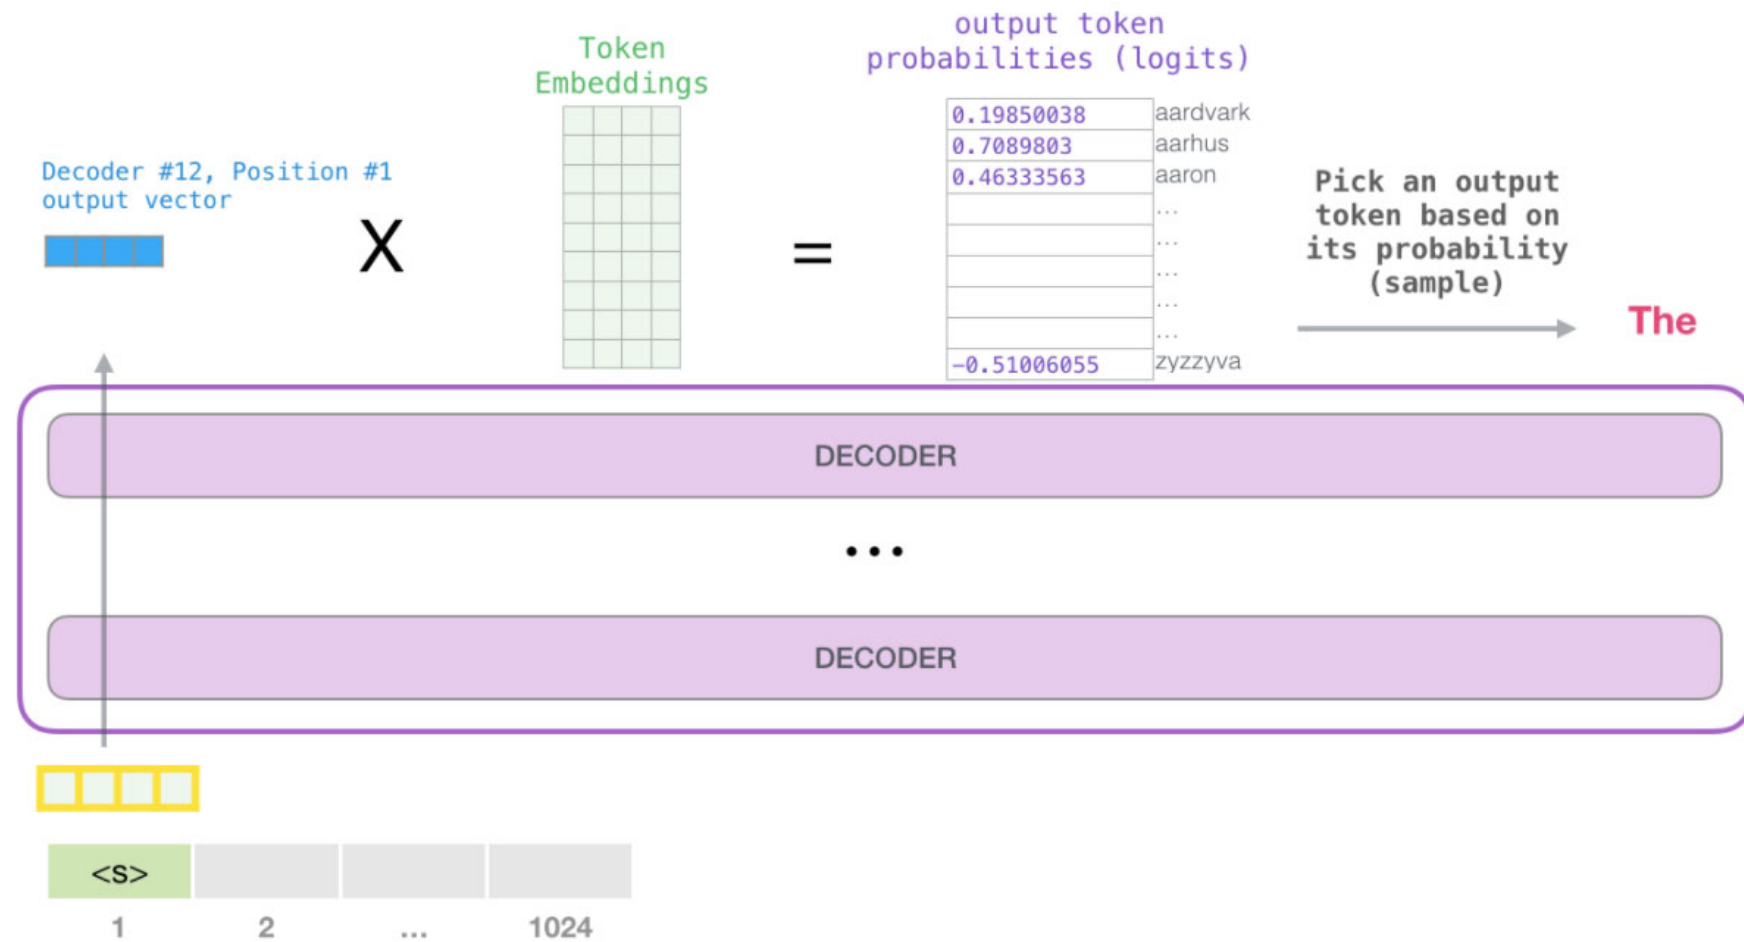 output token
probabilities (logits)
Token
Embeddings
0.19850038 aardvark
0.7089803 aarhus
0.46333563 aaron
...
...
...
...
...
-0.51006055 zyzzyva
Decoder #12, Position #1
output vector
X
=
Pick an output
token based on
its probability
(sample)
The
DECODER
...
DECODER
<s>
1 2 ... 1024